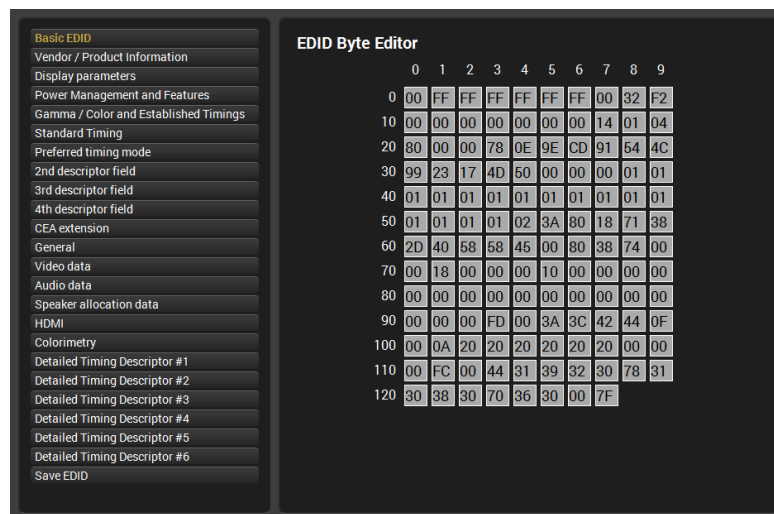 Basic EDID
Vendor / Product Information
Display parameters
Power Management and Features
Gamma / Color and Established Timings
Standard Timing
Preferred timing mode
2nd descriptor field
3rd descriptor field
4th descriptor field
CEA extension
General
Video data
Audio data
Speaker allocation data
HDMI
Colorimetry
Detailed Timing Descriptor #1
Detailed Timing Descriptor #2
Detailed Timing Descriptor #3
Detailed Timing Descriptor #4
Detailed Timing Descriptor #5
Detailed Timing Descriptor #6
Save EDID
EDID Byte Editor
0 1 2 3 4 5 6 7 8 9
0 00 FF FF FF FF FF FF 00 32 F2
10 00 00 00 00 00 00 00 14 01 04
20 80 00 00 78 0E 9E CD 91 54 4C
30 99 23 17 4D 50 00 00 00 01 01
40 01 01 01 01 01 01 01 01 01 01
50 01 01 01 01 02 3A 80 18 71 38
60 2D 40 58 58 45 00 80 38 74 00
70 00 18 00 00 00 10 00 00 00 00
80 00 00 00 00 00 00 00 00 00 00
90 00 00 00 FD 00 3A 3C 42 44 0F
100 00 0A 20 20 20 20 20 20 00 00
110 00 FC 00 44 31 39 32 30 78 31
120 30 38 30 70 36 30 00 7F